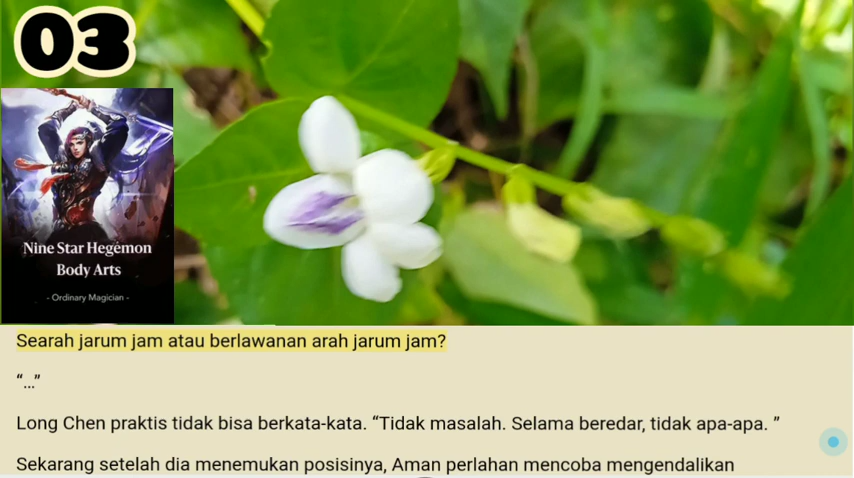 03
Nine Star Hegemon
Body Arts
- Ordinary Magician -
Searah jarum jam atau berlawanan arah jarum jam?
“...”
Long Chen praktis tidak bisa berkata-kata. “Tidak masalah. Selama beredar, tidak apa-apa. ”
Sekarang setelah dia menemukan posisinya, Aman perlahan mencoba mengendalikan